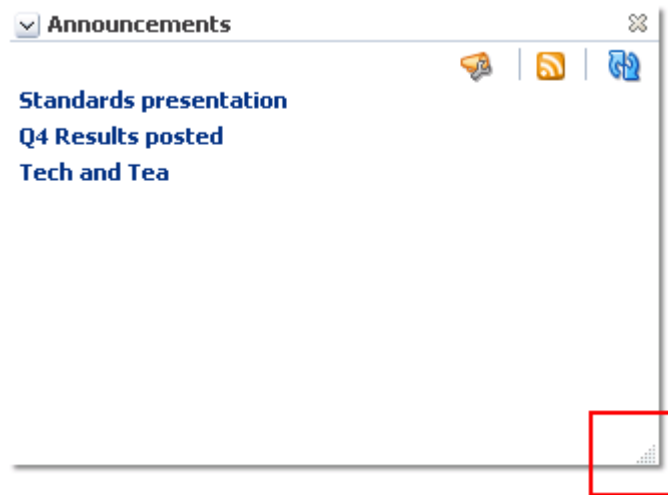 Announcements
Standards presentation
Q4 Results posted
Tech and Tea